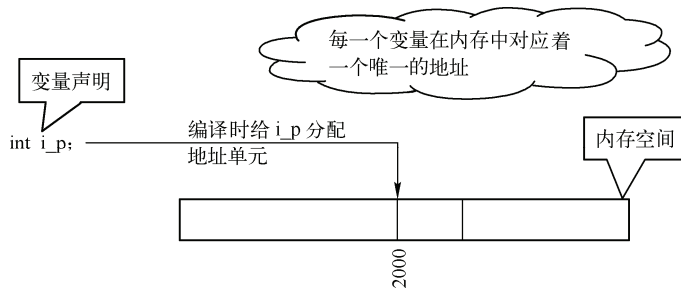 每一个变量在内存中对应着
一个唯一的地址
变量声明
int i_p;
编译时给 i_p 分配
地址单元
内存空间
2000